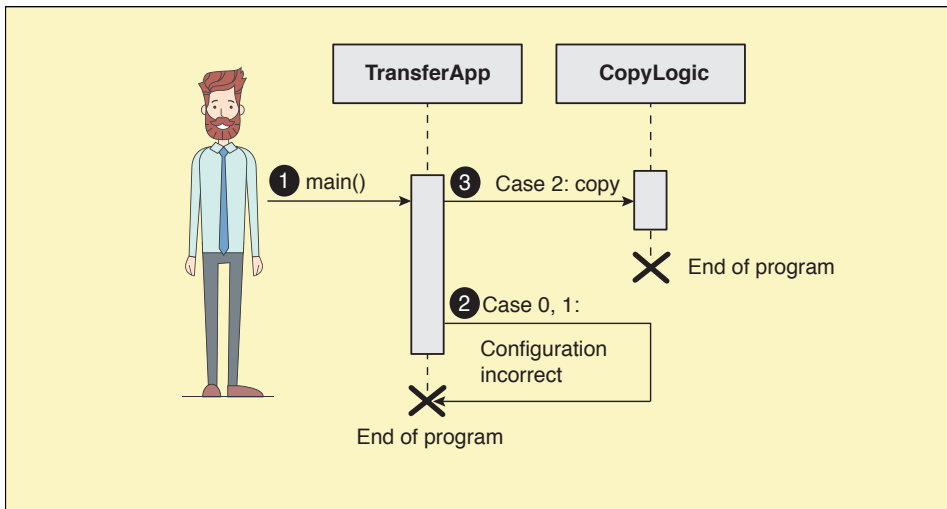 TransferApp
CopyLogic
1 main()
3 Case 2: copy
End of program
2 Case 0, 1:
Configuration
incorrect
End of program